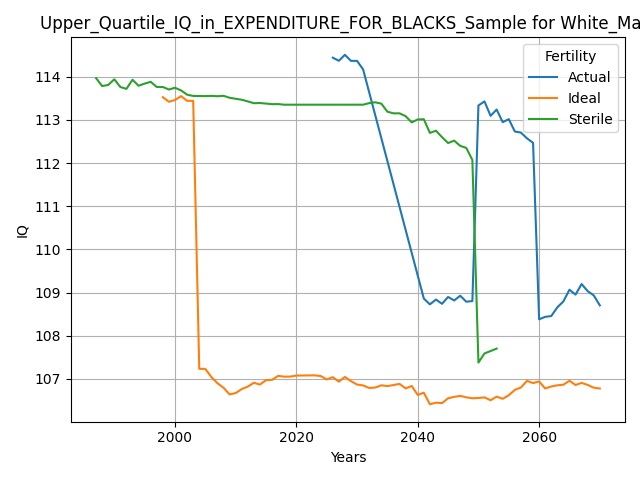 Upper_Quartile_IQ_in_EXPENDITURE_FOR_BLACKS_Sample for White_Ma
Fertility
Actual
Ideal
Sterile
IQ
114
113
112
111
110
109
108
107
2000 2020 2040 2060
Years